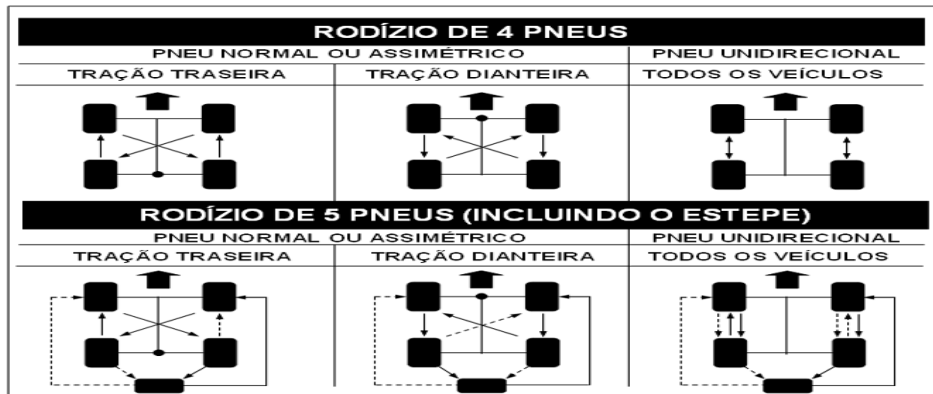 RODÍZIO DE 4 PNEUS
PNEU NORMAL OU ASSIMÉTRICO PNEU UNIDIRECIONAL
TRAÇÃO TRASEIRA TRAÇÃO DIANTEIRA TODOS OS VEÍCULOS
RODÍZIO DE 5 PNEUS (INCLUINDO O ESTEPE)
PNEU NORMAL OU ASSIMÉTRICO PNEU UNIDIRECIONAL
TRAÇÃO TRASEIRA TRAÇÃO DIANTEIRA TODOS OS VEÍCULOS